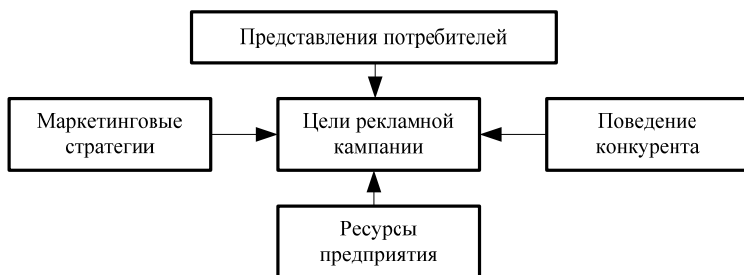 Представления потребителей
Маркетинговые
стратегии
Цели рекламной
кампании
Поведение
конкурента
Ресурсы
предприятия